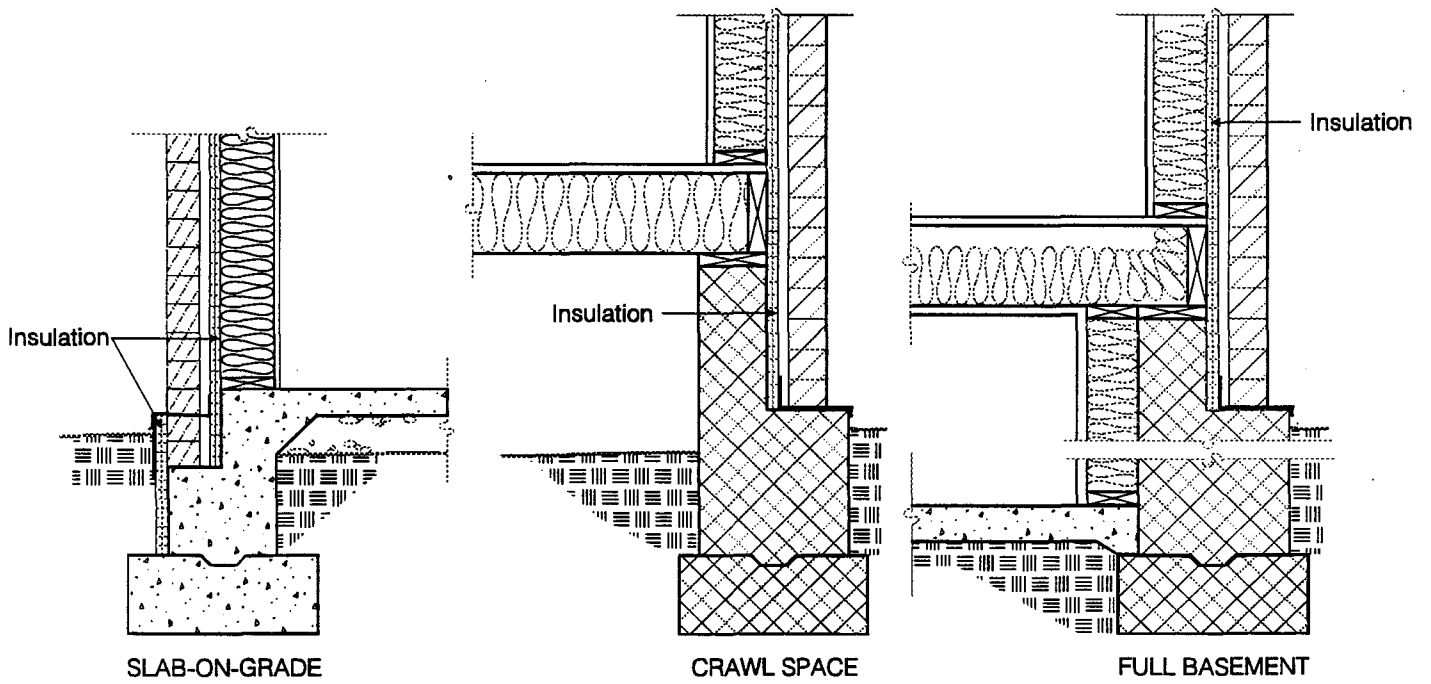 Insulation
Insulation
Insulation
SLAB-ON-GRADE
CRAWL SPACE
FULL BASEMENT